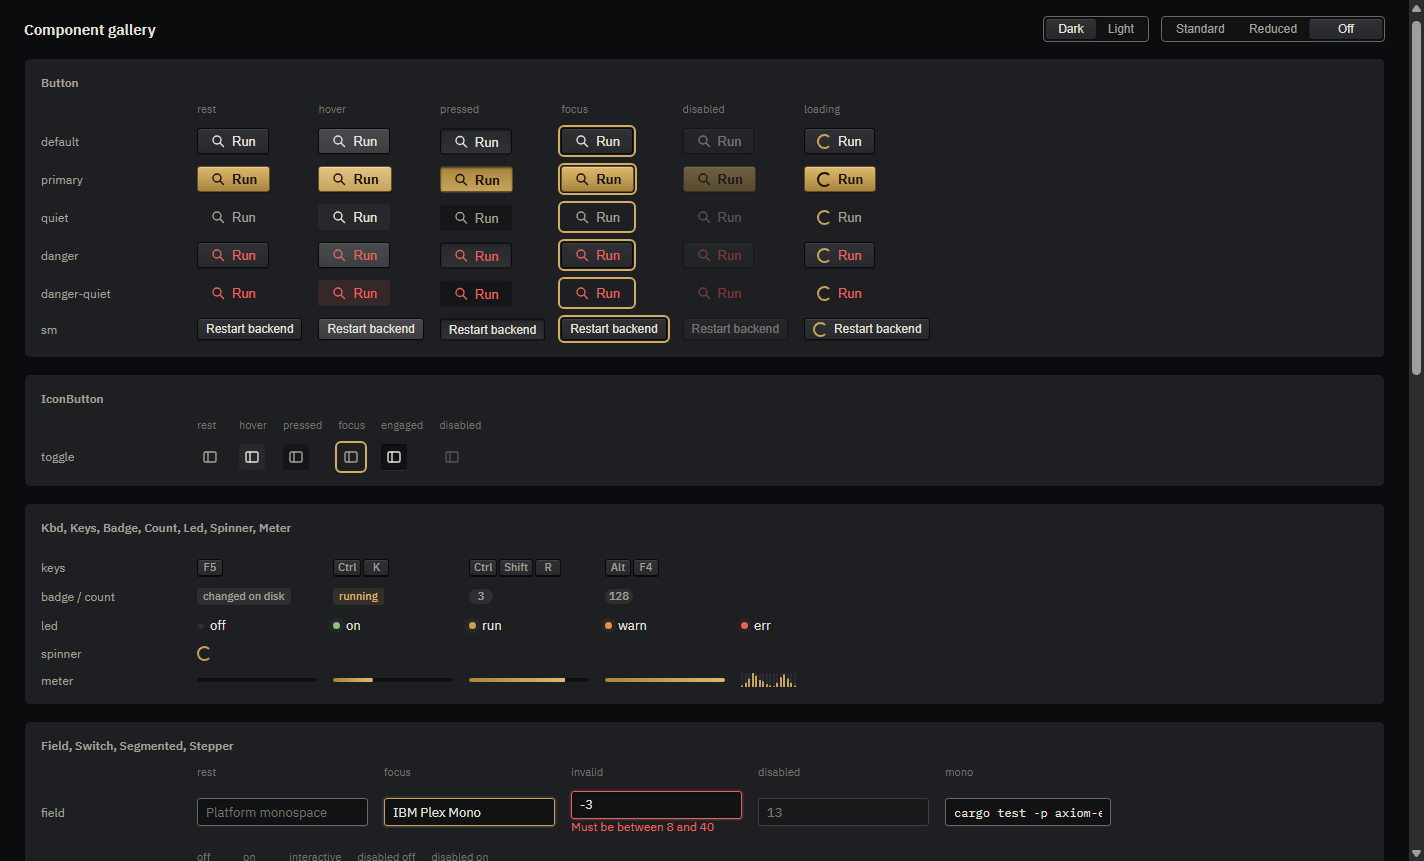 Component gallery
Dark Light Standard Reduced Off
Button
rest hover pressed focus disabled loading
default Run Run Run Run Run Run
primary Run Run Run Run Run Run
quiet Run Run Run Run Run Run
danger Run Run Run Run Run Run
danger-quiet Run Run Run Run Run Run
sm Restart backend Restart backend Restart backend Restart backend Restart backend Restart backend
IconButton
rest hover pressed focus engaged disabled
toggle
Kbd, Keys, Badge, Count, Led, Spinner, Meter
keys F5 Ctrl K Ctrl Shift R Alt F4
badge / count changed on disk running 3 128
led off on run warn err
spinner
meter
Field, Switch, Segmented, Stepper
rest focus invalid disabled mono
field Platform monospace IBM Plex Mono -3 13 cargo test -p axiom-e
Must be between 8 and 40
off on interactive disabled off disabled on